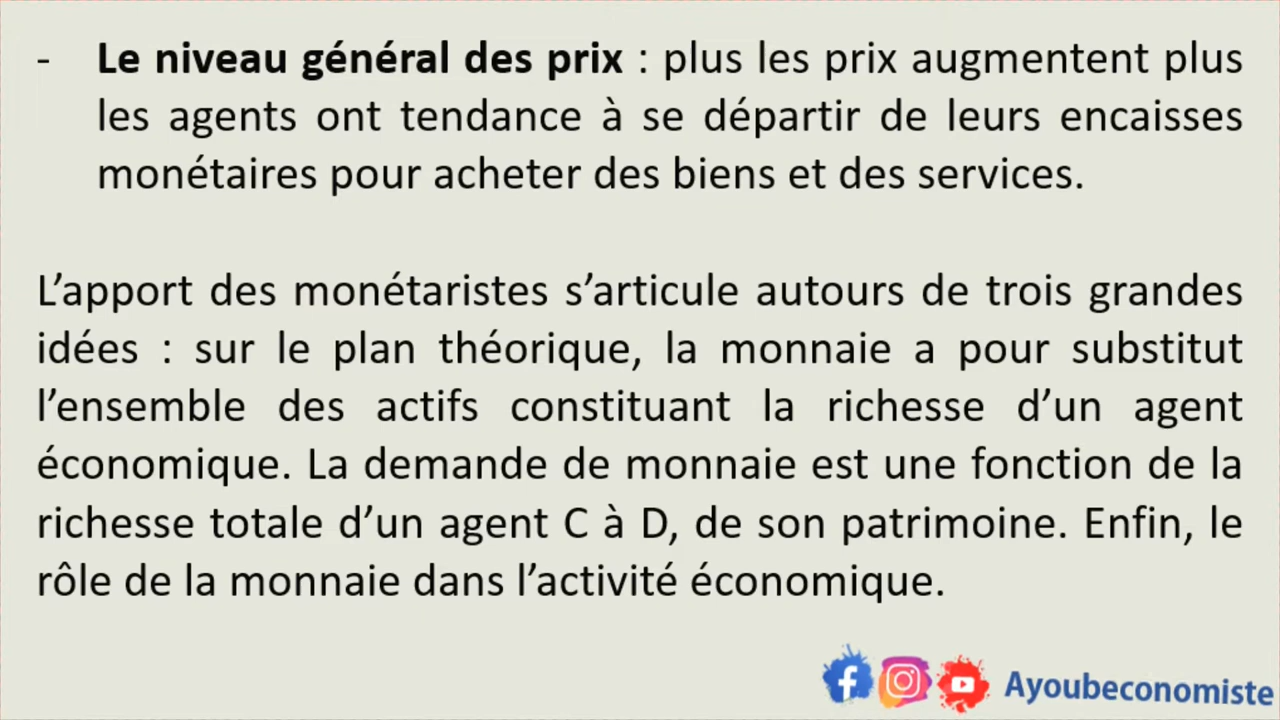 - Le niveau général des prix : plus les prix augmentent plus
les agents ont tendance à se départir de leurs encaisses
monétaires pour acheter des biens et des services.
L’apport des monétaristes s’articule autours de trois grandes
idées : sur le plan théorique, la monnaie a pour substitut
l’ensemble des actifs constituant la richesse d’un agent
économique. La demande de monnaie est une fonction de la
richesse totale d’un agent C à D, de son patrimoine. Enfin, le
rôle de la monnaie dans l’activité économique.
Ayoubeconomiste